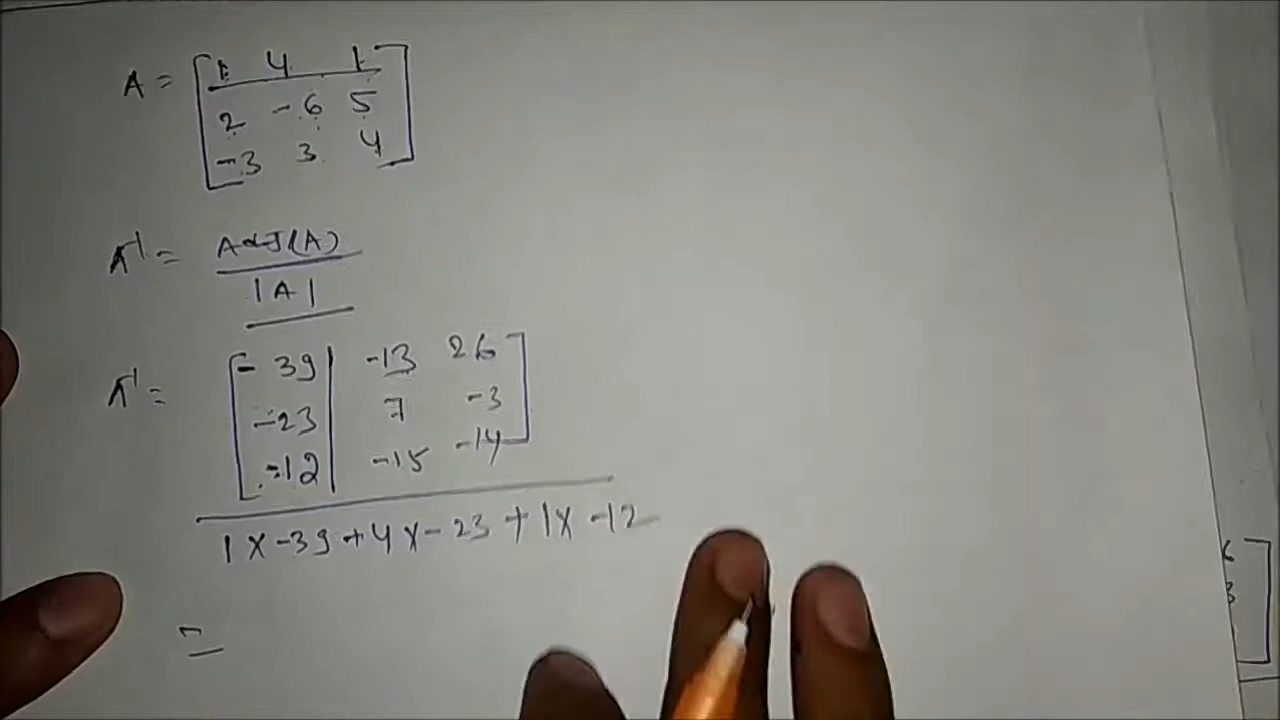 A = [ 1 4 1
2 -6 5
-3 3 4 ]
A⁻¹ = AdJ(A)
|A|
A⁻¹ = [ -39 -13 26
-23 7 -3
-12 -15 -14 ]
1 X -39 + 4 X -23 + 1 X -12
=